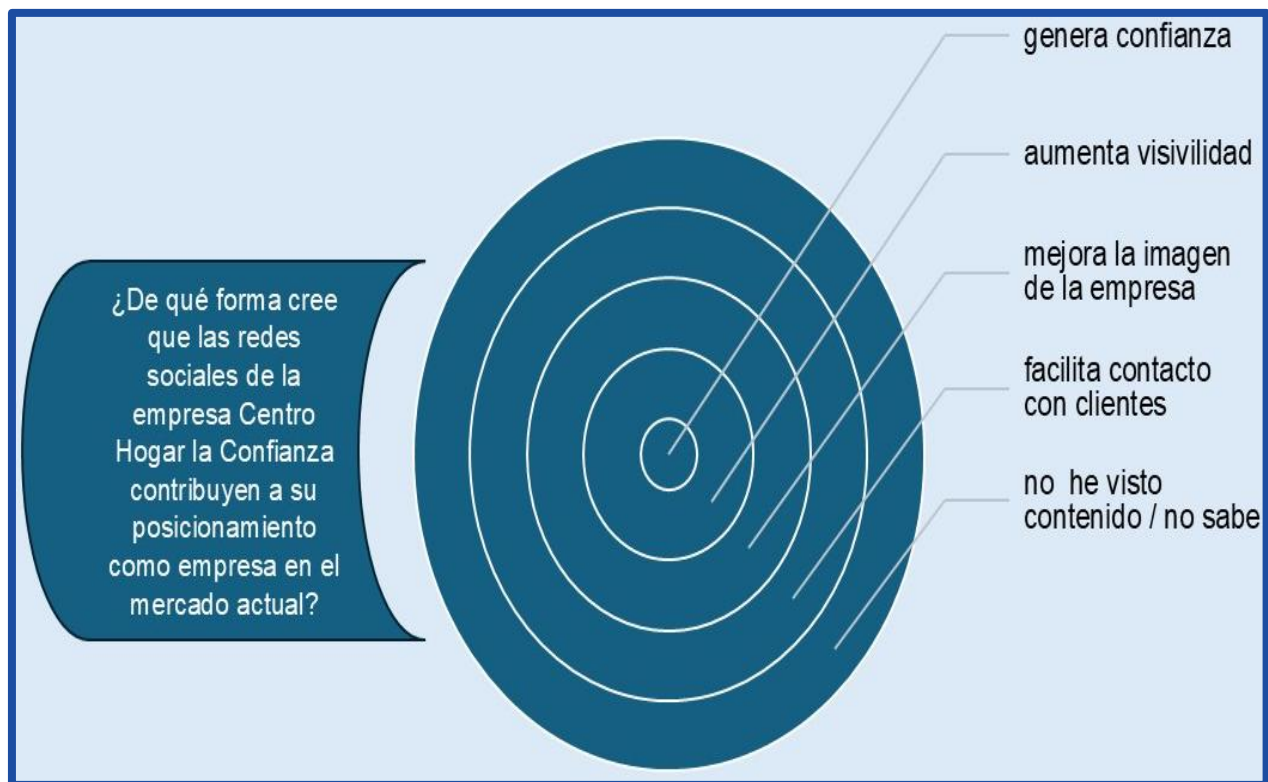 ¿De qué forma cree
que las redes
sociales de la
empresa Centro
Hogar la Confianza
contribuyen a su
posicionamiento
como empresa en el
mercado actual?
genera confianza
aumenta visivilidad
mejora la imagen
de la empresa
facilita contacto
con clientes
no he visto
contenido / no sabe